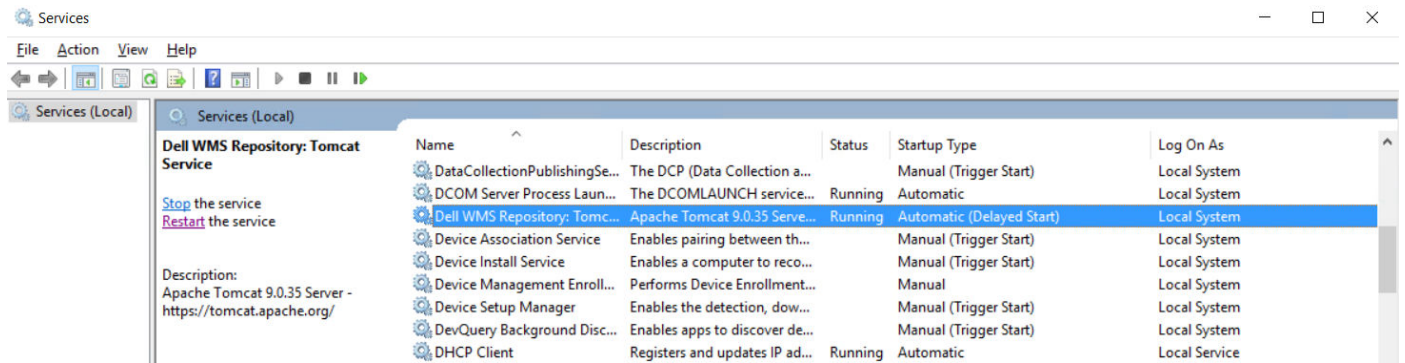 Services
File Action View Help
Services (Local)
Services (Local)
Dell WMS Repository: Tomcat
Service
Stop the service
Restart the service
Description:
Apache Tomcat 9.0.35 Server -
https://tomcat.apache.org/
Name Description Status Startup Type Log On As
DataCollectionPublishingSe... The DCP (Data Collection a... Manual (Trigger Start) Local System
DCOM Server Process Laun... The DCOMLAUNCH service... Running Automatic Local System
Dell WMS Repository: Tomc... Apache Tomcat 9.0.35 Serve... Running Automatic (Delayed Start) Local System
Device Association Service Enables pairing between th... Manual (Trigger Start) Local System
Device Install Service Enables a computer to reco... Manual (Trigger Start) Local System
Device Management Enroll... Performs Device Enrollment... Manual Local System
Device Setup Manager Enables the detection, dow... Manual (Trigger Start) Local System
DevQuery Background Disc... Enables apps to discover de... Manual (Trigger Start) Local System
DHCP Client Registers and updates IP ad... Running Automatic Local Service